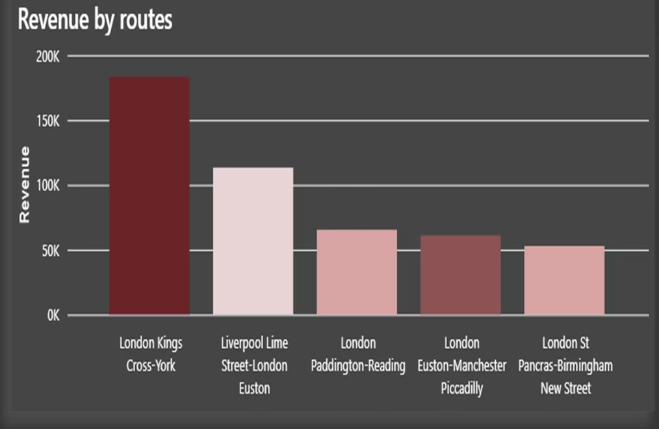 Revenue by routes
200K
150K
100K
50K
0K
Revenue
London Kings
Cross-York
Liverpool Lime
Street-London
Euston
London
Paddington-Reading
London
Euston-Manchester
Piccadilly
London St
Pancras-Birmingham
New Street